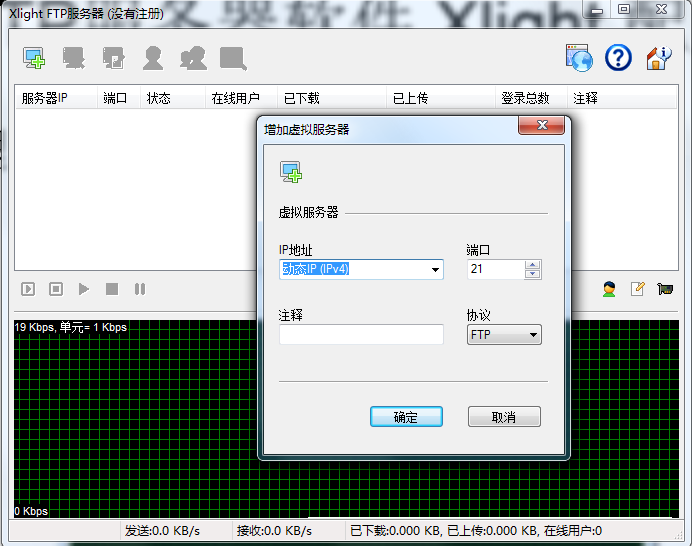 Xlight FTP服务器 (没有注册)
服务器IP 端口 状态 在线用户 已下载 已上传 登录总数 注释
增加虚拟服务器
虚拟服务器
IP地址 端口
动态IP (IPv4) 21
注释 协议
FTP
确定 取消
19 Kbps, 单元= 1 Kbps
0 Kbps
发送:0.0 KB/s 接收:0.0 KB/s 已下载:0.000 KB, 已上传:0.000 KB, 在线用户:0